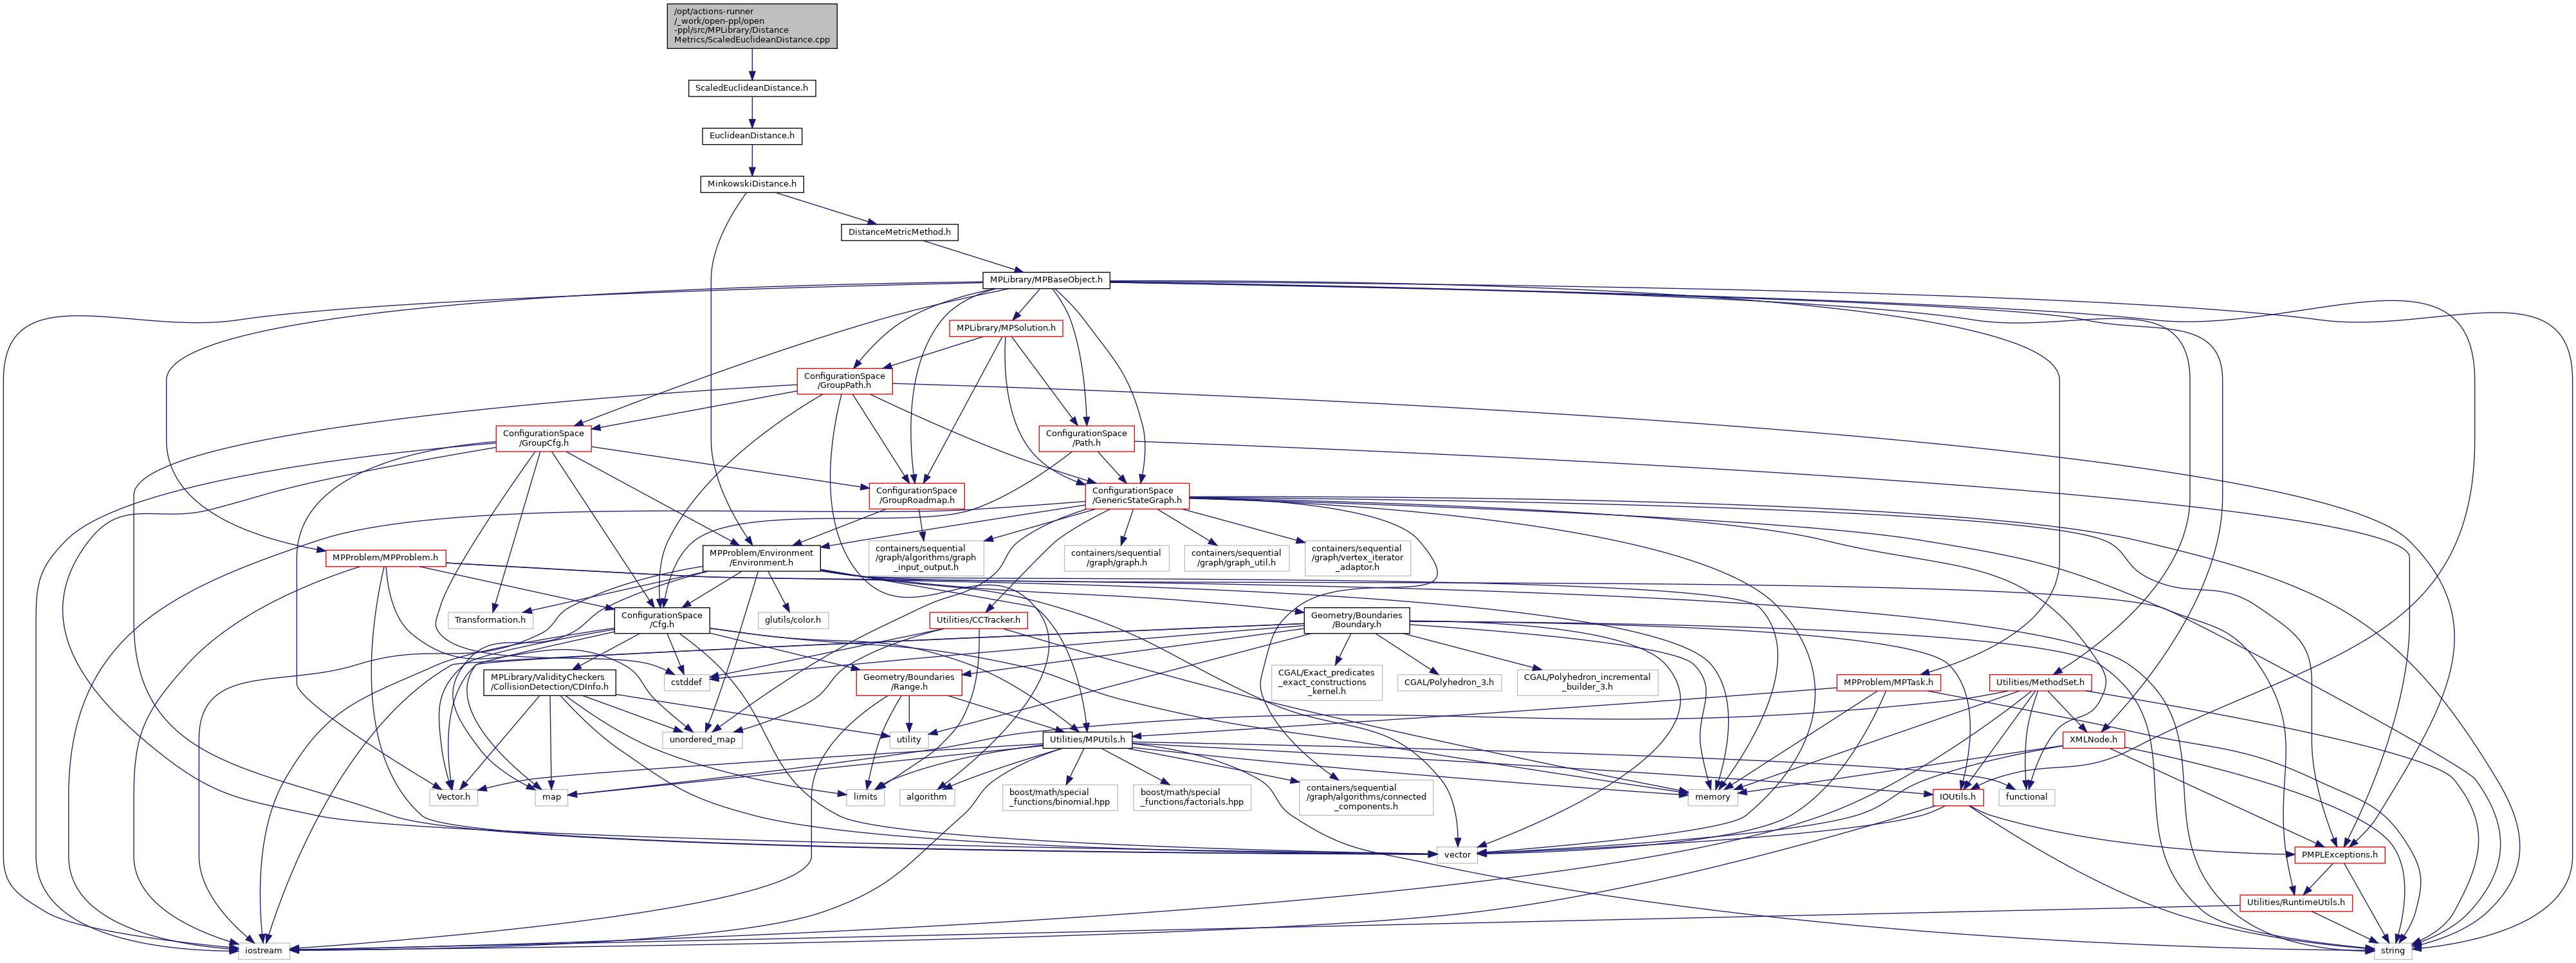 /opt/actions-runner
/_work/open-ppl/open
-ppl/src/MPLibrary/Distance
Metrics/ScaledEuclideanDistance.cpp
ScaledEuclideanDistance.h
EuclideanDistance.h
MinkowskiDistance.h
DistanceMetricMethod.h
MPLibrary/MPBaseObject.h
MPLibrary/MPSolution.h
ConfigurationSpace
/GroupPath.h
ConfigurationSpace
/GroupCfg.h
ConfigurationSpace
/Path.h
ConfigurationSpace
/GroupRoadmap.h
ConfigurationSpace
/GenericStateGraph.h
MPProblem/MPProblem.h
MPProblem/Environment
/Environment.h
containers/sequential
/graph/algorithms/graph
_input_output.h
containers/sequential
/graph/graph.h
containers/sequential
/graph/graph_util.h
containers/sequential
/graph/vertex_iterator
_adaptor.h
Transformation.h
ConfigurationSpace
/Cfg.h
glutils/color.h
Utilities/CCTracker.h
Geometry/Boundaries
/Boundary.h
MPLibrary/ValidityCheckers
/CollisionDetection/CDInfo.h
cstddef
Geometry/Boundaries
/Range.h
CGAL/Exact_predicates
_exact_constructions
_kernel.h
CGAL/Polyhedron_3.h
CGAL/Polyhedron_incremental
_builder_3.h
MPProblem/MPTask.h
Utilities/MethodSet.h
unordered_map
utility
Utilities/MPUtils.h
XMLNode.h
Vector.h
map
limits
algorithm
boost/math/special
_functions/binomial.hpp
boost/math/special
_functions/factorials.hpp
containers/sequential
/graph/algorithms/connected
_components.h
memory
IOUtils.h
functional
vector
PMPLExceptions.h
Utilities/RuntimeUtils.h
iostream
string